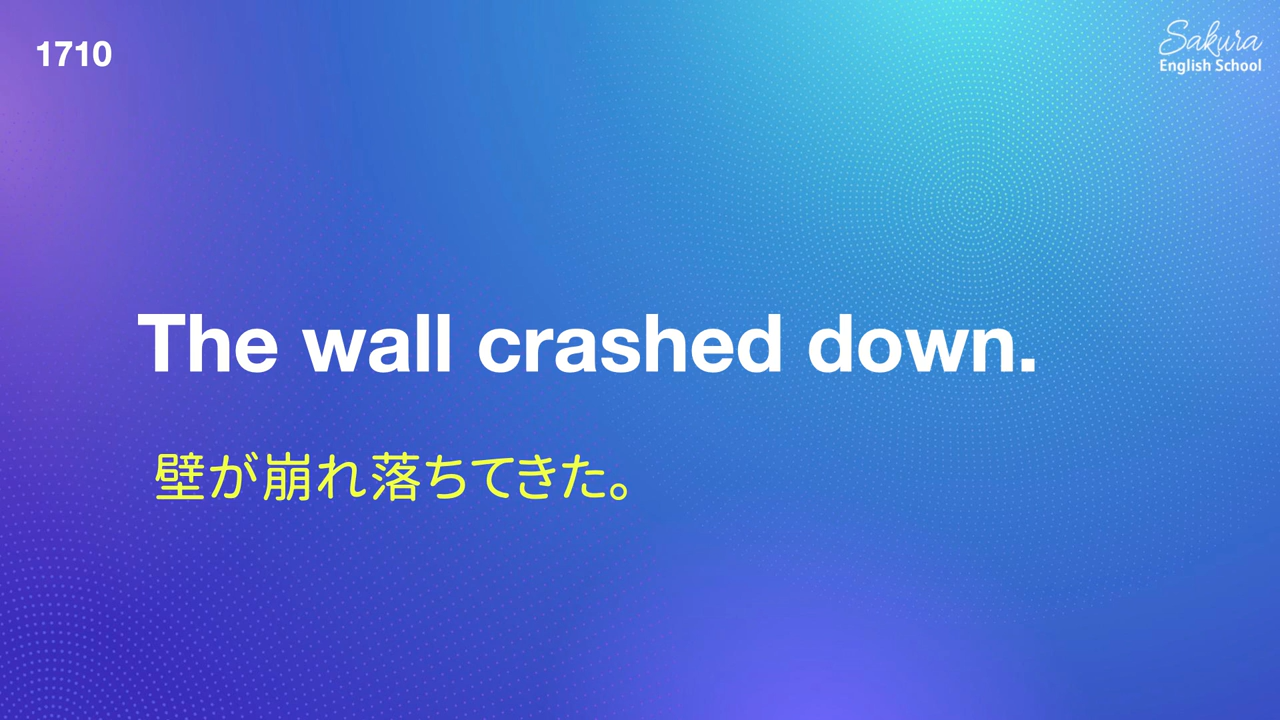 1710
Sakura
English School
The wall crashed down.
壁が崩れ落ちてきた。